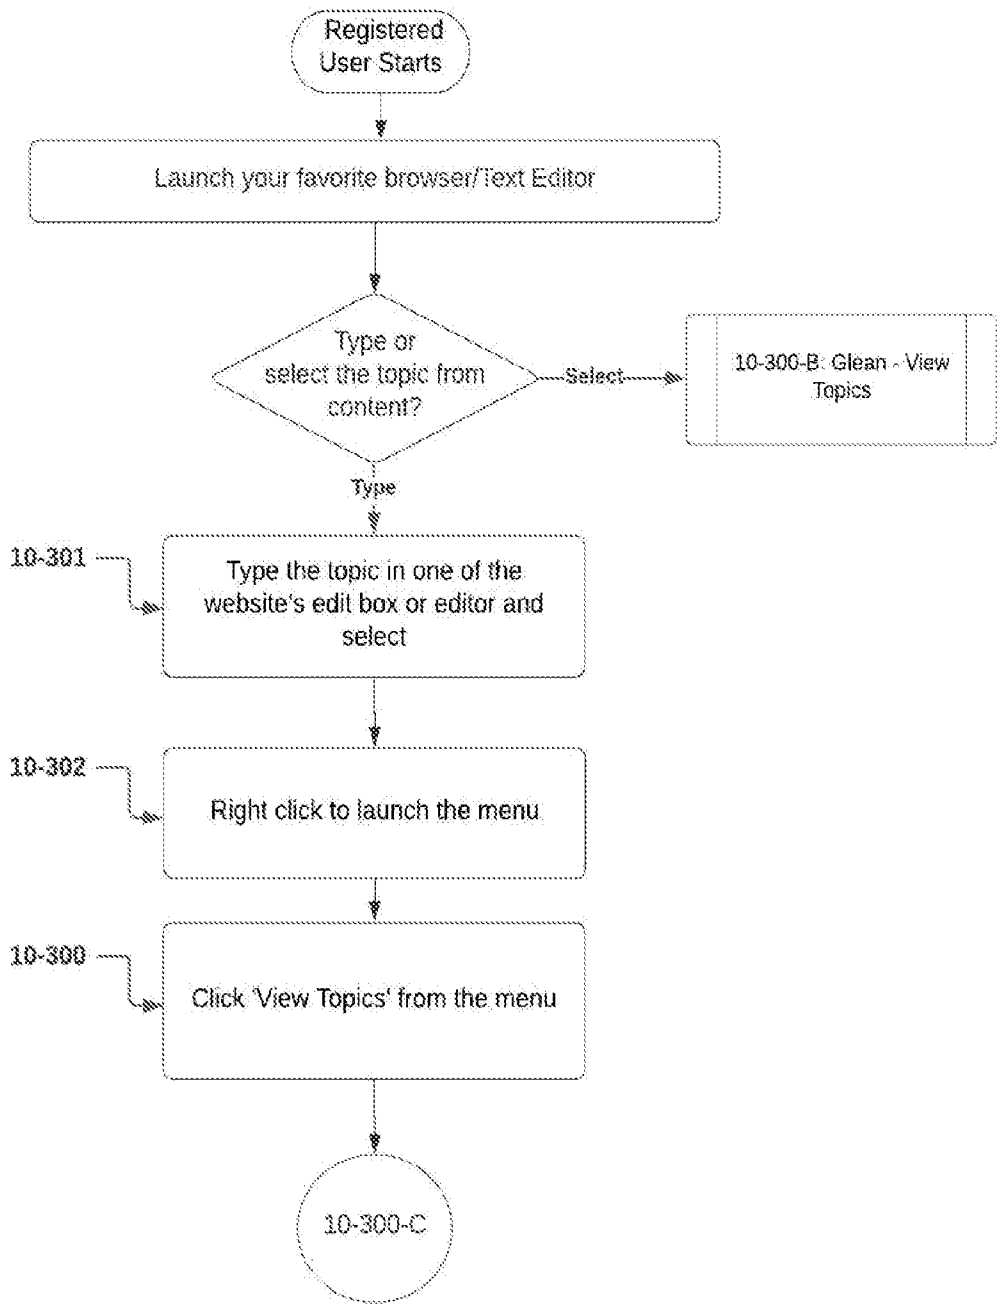 Registered
User Starts
Launch your favorite browser/Text Editor
Type or
select the topic from
content?
Select
10-300-B: Glean - View
Topics
Type
10-301
Type the topic in one of the
website's edit box or editor and
select
10-302
Right click to launch the menu
10-300
Click 'View Topics' from the menu
10-300-C